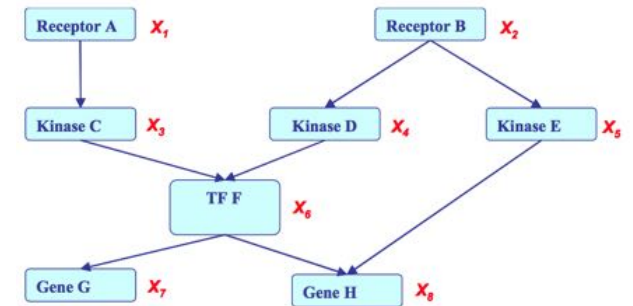 Receptor A X₁ Receptor B X₂
Kinase C X₃ Kinase D X₄ Kinase E X₅
TF F X₆
Gene G X₇ Gene H X₈